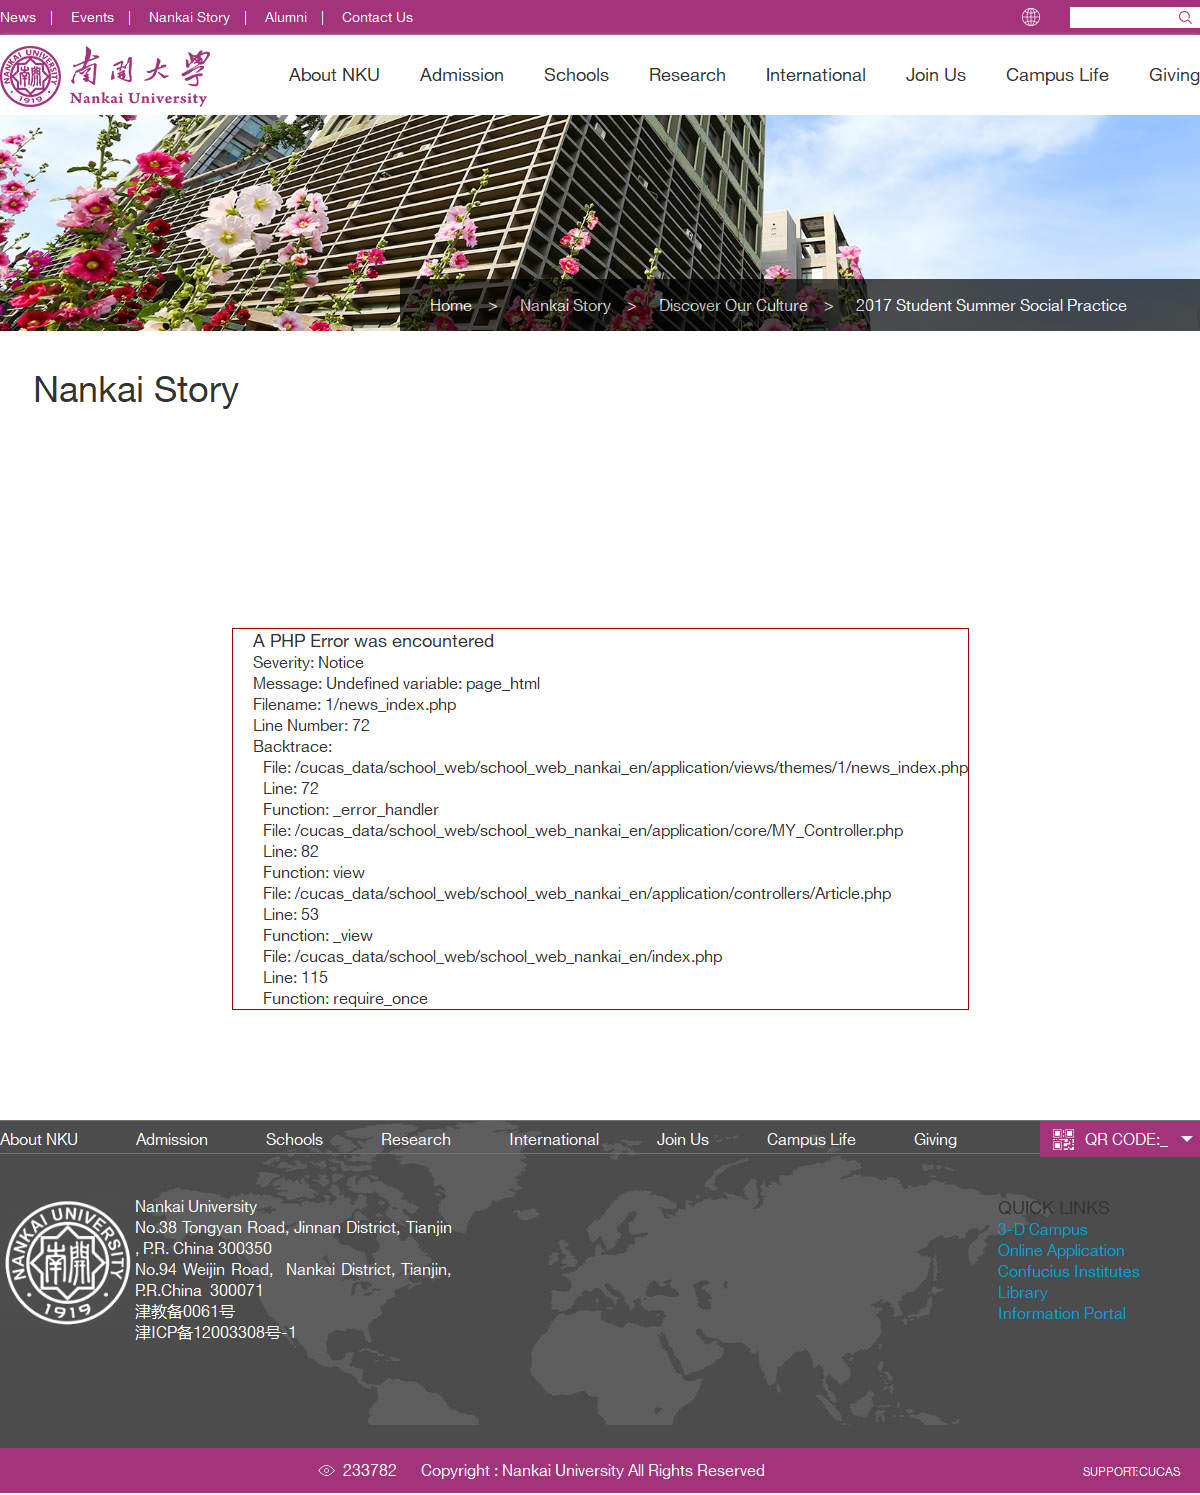 News | Events | Nankai Story | Alumni | Contact Us
NANKAI UNIVERSITY
1919
南開大學
Nankai University
About NKU Admission Schools Research International Join Us Campus Life Giving
Home > Nankai Story > Discover Our Culture > 2017 Student Summer Social Practice
Nankai Story
A PHP Error was encountered
Severity: Notice
Message: Undefined variable: page_html
Filename: 1/news_index.php
Line Number: 72
Backtrace:
File: /cucas_data/school_web/school_web_nankai_en/application/views/themes/1/news_index.php
Line: 72
Function: _error_handler
File: /cucas_data/school_web/school_web_nankai_en/application/core/MY_Controller.php
Line: 82
Function: view
File: /cucas_data/school_web/school_web_nankai_en/application/controllers/Article.php
Line: 53
Function: _view
File: /cucas_data/school_web/school_web_nankai_en/index.php
Line: 115
Function: require_once
About NKU Admission Schools Research International Join Us Campus Life Giving QR CODE:_
NANKAI UNIVERSITY
南開
1919
Nankai University
No.38 Tongyan Road, Jinnan District, Tianjin
, P.R. China 300350
No.94 Weijin Road, Nankai District, Tianjin,
P.R.China 300071
津教备0061号
津ICP备12003308号-1
QUICK LINKS
3-D Campus
Online Application
Confucius Institutes
Library
Information Portal
233782 Copyright : Nankai University All Rights Reserved
SUPPORT:CUCAS